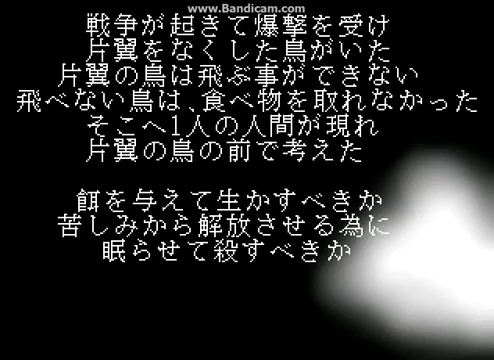 www.Bandicam.com
戦争が起きて爆撃を受け
片翼をなくした鳥がいた
片翼の鳥は飛ぶ事ができない
飛べない鳥は、食べ物を取れなかった
そこへ1人の人間が現れ
片翼の鳥の前で考えた
餌を与えて生かすべきか
苦しみから解放させる為に
眠らせて殺すべきか